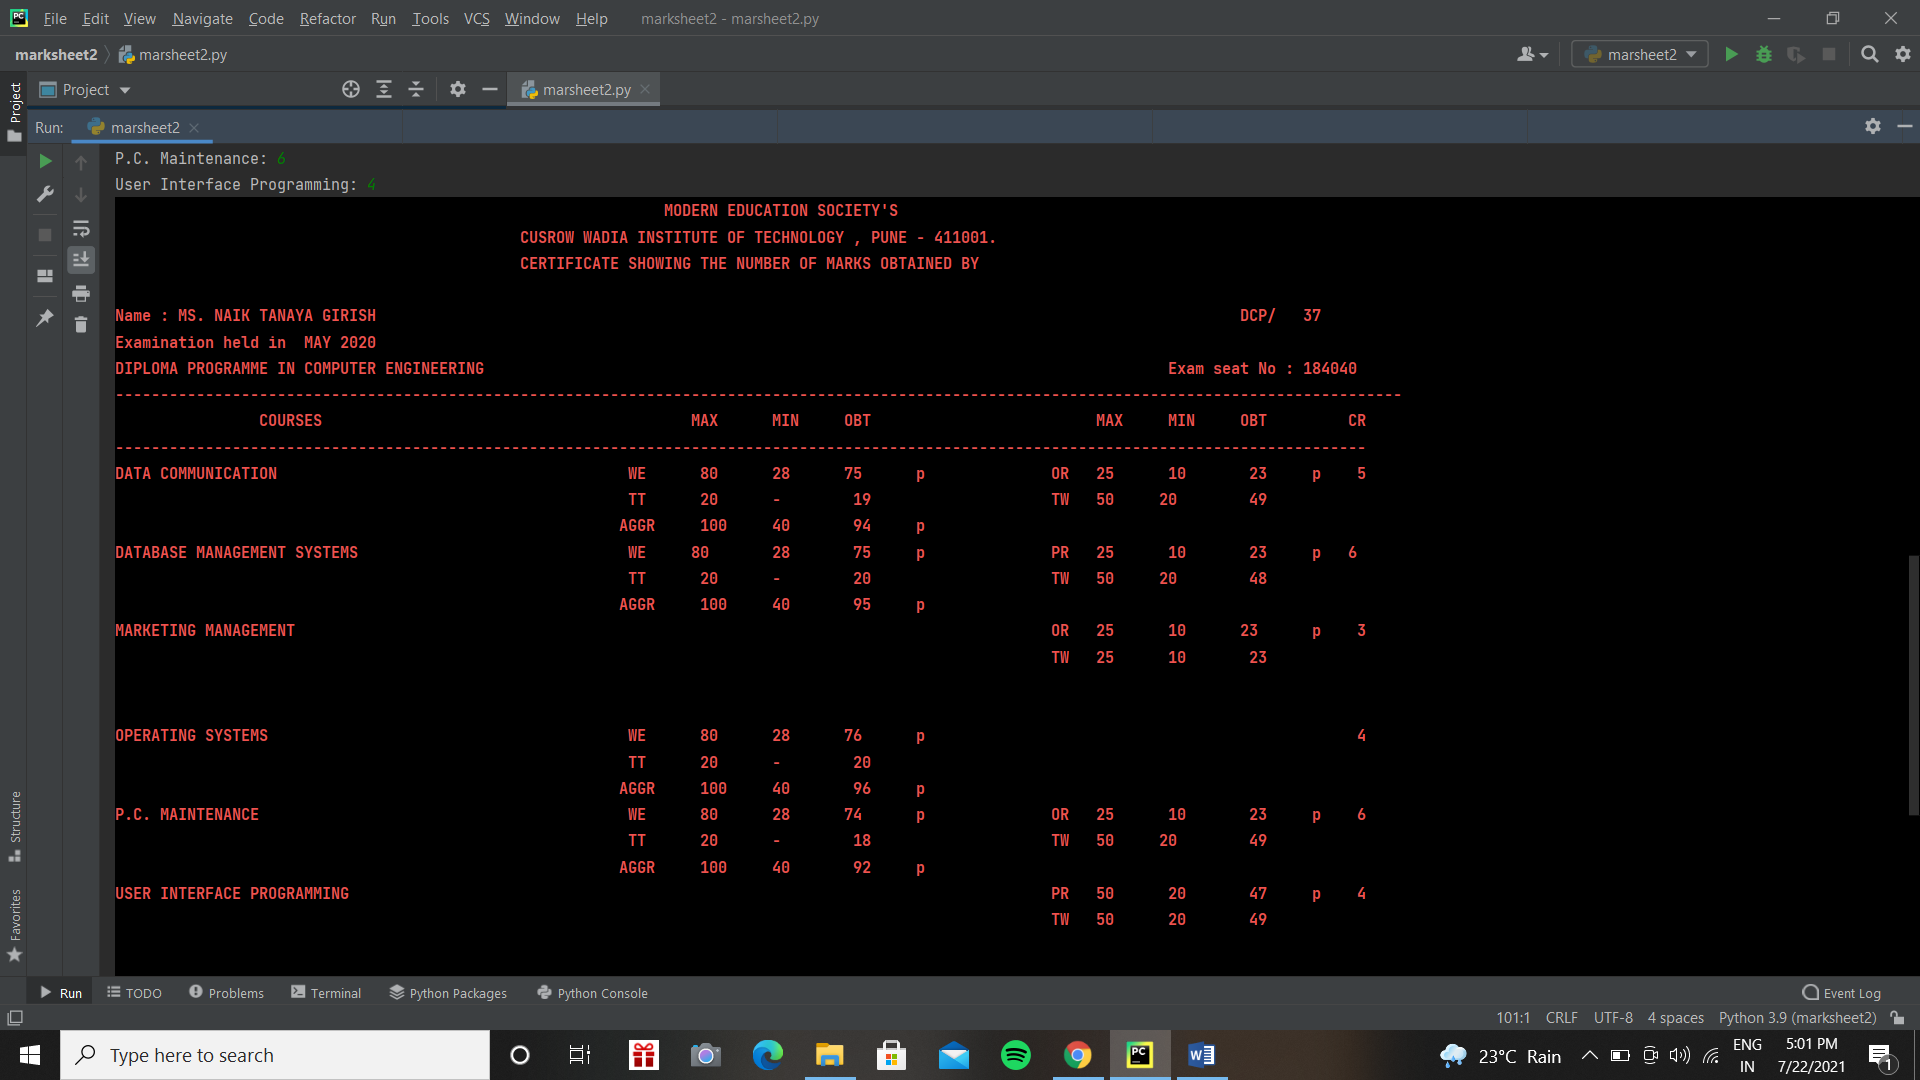 File Edit View Navigate Code Refactor Run Tools VCS Window Help marksheet2 - marsheet2.py
marksheet2 marsheet2.py marsheet2
Project Project marsheet2.py
Run: marsheet2
P.C. Maintenance: 6
User Interface Programming: 4
MODERN EDUCATION SOCIETY'S
CUSROW WADIA INSTITUTE OF TECHNOLOGY , PUNE - 411001.
CERTIFICATE SHOWING THE NUMBER OF MARKS OBTAINED BY
Name : MS. NAIK TANAYA GIRISH DCP/ 37
Examination held in MAY 2020
DIPLOMA PROGRAMME IN COMPUTER ENGINEERING Exam seat No : 184040
-----------------------------------------------------------------------------------------------------------------------------------------------
COURSES MAX MIN OBT MAX MIN OBT CR
-------------------------------------------------------------------------------------------------------------------------------------------
DATA COMMUNICATION WE 80 28 75 p OR 25 10 23 p 5
TT 20 - 19 TW 50 20 49
AGGR 100 40 94 p
DATABASE MANAGEMENT SYSTEMS WE 80 28 75 p PR 25 10 23 p 6
TT 20 - 20 TW 50 20 48
AGGR 100 40 95 p
MARKETING MANAGEMENT OR 25 10 23 p 3
TW 25 10 23
OPERATING SYSTEMS WE 80 28 76 p 4
TT 20 - 20
AGGR 100 40 96 p
P.C. MAINTENANCE WE 80 28 74 p OR 25 10 23 p 6
TT 20 - 18 TW 50 20 49
AGGR 100 40 92 p
USER INTERFACE PROGRAMMING PR 50 20 47 p 4
TW 50 20 49
Structure
Favorites
Run TODO Problems Terminal Python Packages Python Console Event Log
101:1 CRLF UTF-8 4 spaces Python 3.9 (marksheet2)
Type here to search PC 23°C Rain ENG 5:01 PM
IN 7/22/2021 1